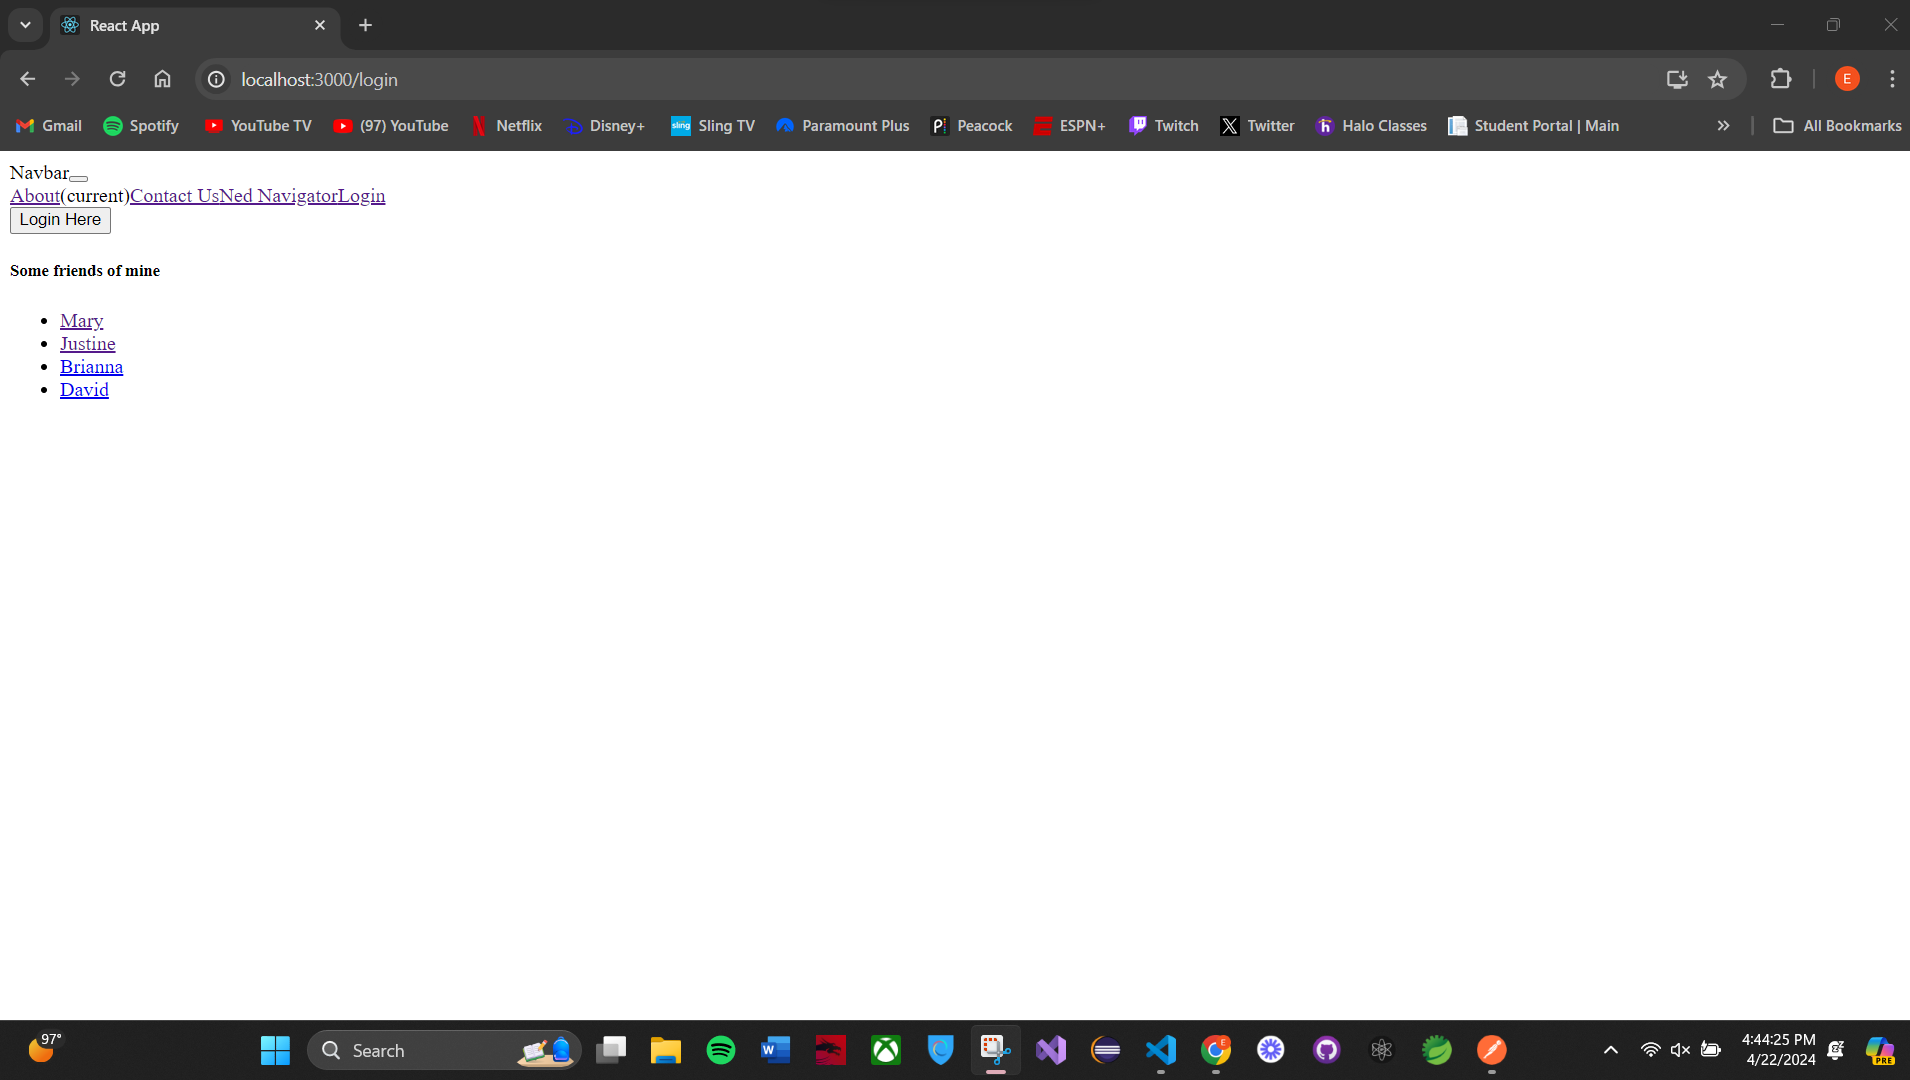 React App
localhost:3000/login
E
Gmail Spotify YouTube TV (97) YouTube Netflix Disney+ sling Sling TV Paramount Plus Peacock ESPN+ Twitch X Twitter h Halo Classes Student Portal | Main All Bookmarks
Navbar
About(current)Contact UsNed NavigatorLogin
Login Here
Some friends of mine
Mary
Justine
Brianna
David
97°
Search
W
E
4:44:25 PM
4/22/2024
PRE